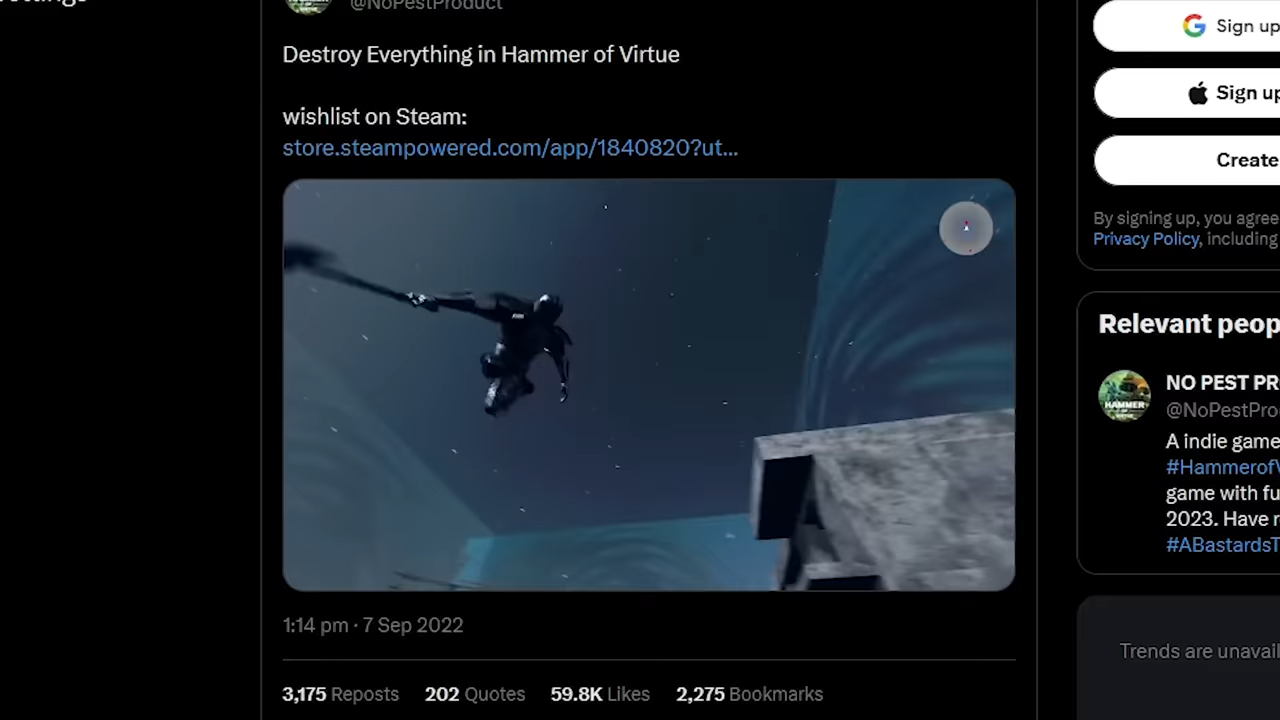 @NoPestProduct
Destroy Everything in Hammer of Virtue
wishlist on Steam:
store.steampowered.com/app/1840820?ut...
1:14 pm · 7 Sep 2022
3,175 Reposts 202 Quotes 59.8K Likes 2,275 Bookmarks
Sign up
Sign up
Create
By signing up, you agree
Privacy Policy, including
Relevant peop
NO PEST PR
@NoPestPro
A indie game
#HammerofV
game with fu
2023. Have
#ABastardsT
Trends are unavail
HAMMER